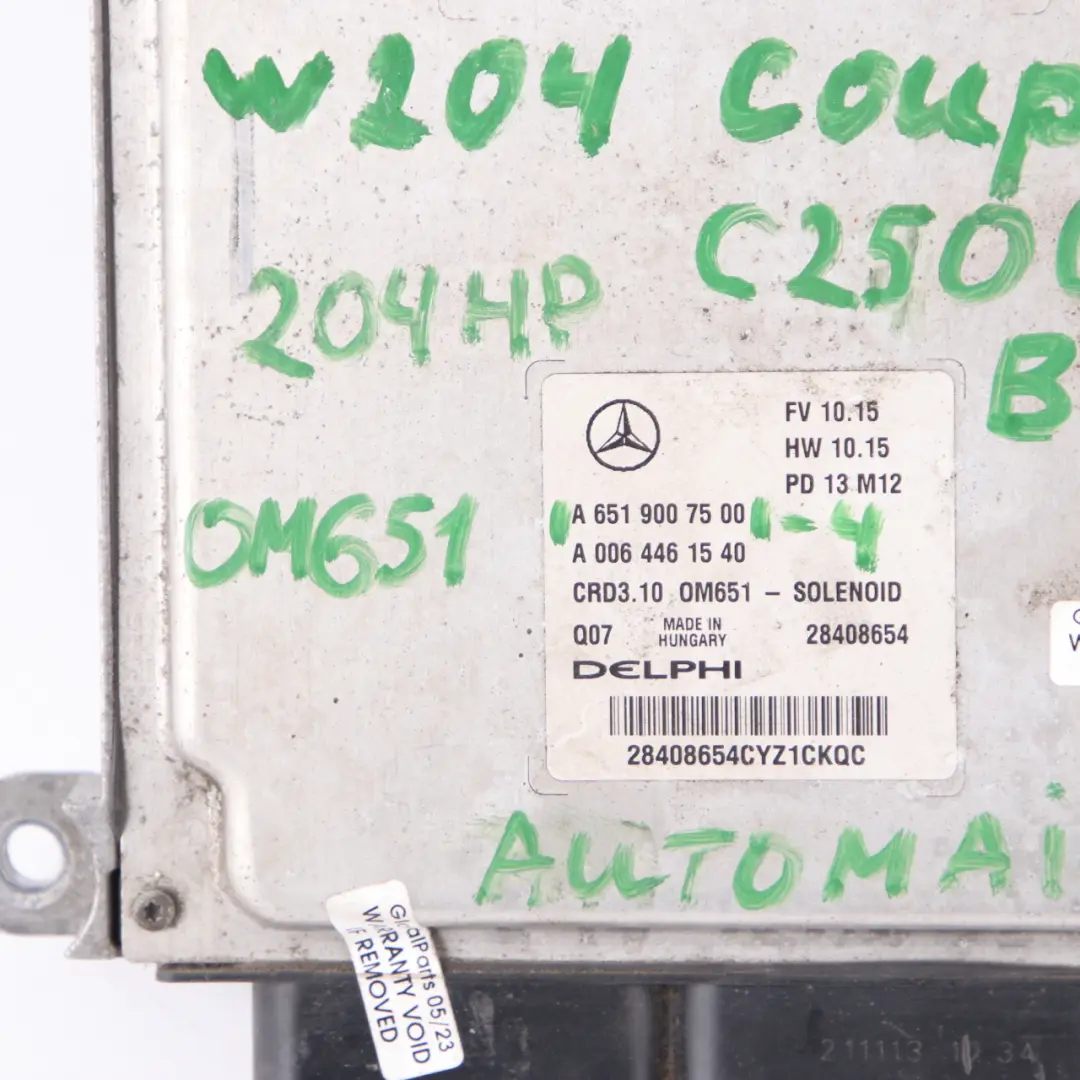 W204 Coup
C250
204HP
B
FV 10.15
HW 10.15
PD 13 M12
A 651 900 75 00 - 4
A 006 446 15 40
OM651
CRD3.10 OM651 - SOLENOID
Q07 MADE IN HUNGARY 28408654
DELPHI
28408654CYZ1CKQC
AUTOMAi
WARRANTY VOID
IF REMOVED
05/23
211113